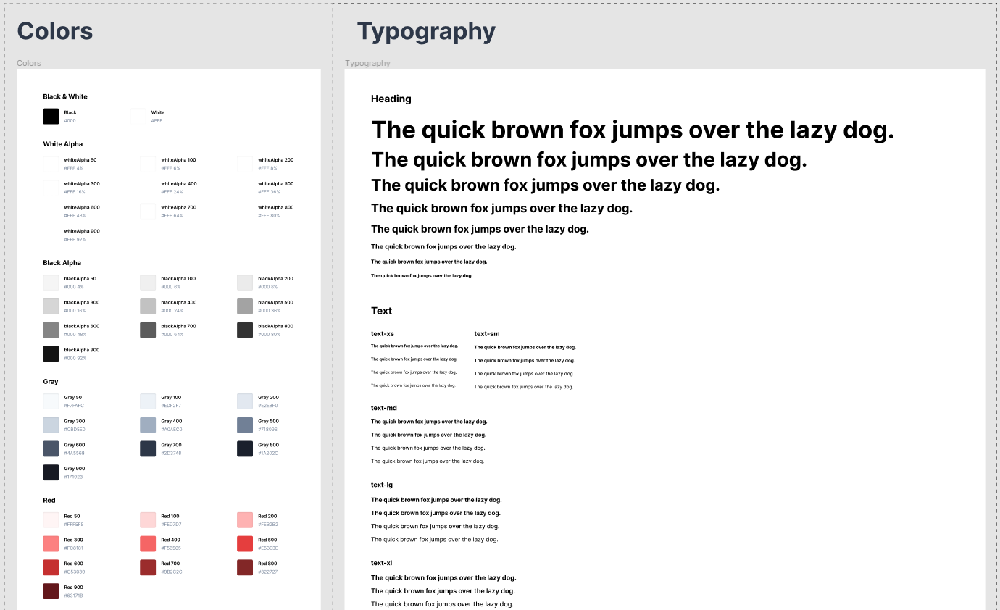 Colors
Colors
Black & White
Black White
#000 #FFF
White Alpha
whiteAlpha 50 whiteAlpha 100 whiteAlpha 200
#FFF 4% #FFF 6% #FFF 8%
whiteAlpha 300 whiteAlpha 400 whiteAlpha 500
#FFF 16% #FFF 24% #FFF 36%
whiteAlpha 600 whiteAlpha 700 whiteAlpha 800
#FFF 48% #FFF 64% #FFF 80%
whiteAlpha 900
#FFF 92%
Black Alpha
blackAlpha 50 blackAlpha 100 blackAlpha 200
#000 4% #000 6% #000 8%
blackAlpha 300 blackAlpha 400 blackAlpha 500
#000 16% #000 24% #000 36%
blackAlpha 600 blackAlpha 700 blackAlpha 800
#000 48% #000 64% #000 80%
blackAlpha 900
#000 92%
Gray
Gray 50 Gray 100 Gray 200
#F7FAFC #EDF2F7 #E2E8F0
Gray 300 Gray 400 Gray 500
#CBD5E0 #A0AEC0 #718096
Gray 600 Gray 700 Gray 800
#4A5568 #2D3748 #1A202C
Gray 900
#171923
Red
Red 50 Red 100 Red 200
#FFF5F5 #FED7D7 #FEB2B2
Red 300 Red 400 Red 500
#FC8181 #F56565 #E53E3E
Red 600 Red 700 Red 800
#C53030 #9B2C2C #822727
Red 900
#63171B
Typography
Typography
Heading
The quick brown fox jumps over the lazy dog.
The quick brown fox jumps over the lazy dog.
The quick brown fox jumps over the lazy dog.
The quick brown fox jumps over the lazy dog.
The quick brown fox jumps over the lazy dog.
The quick brown fox jumps over the lazy dog.
The quick brown fox jumps over the lazy dog.
The quick brown fox jumps over the lazy dog.
Text
text-xs text-sm
The quick brown fox jumps over the lazy dog. The quick brown fox jumps over the lazy dog.
The quick brown fox jumps over the lazy dog. The quick brown fox jumps over the lazy dog.
The quick brown fox jumps over the lazy dog. The quick brown fox jumps over the lazy dog.
The quick brown fox jumps over the lazy dog. The quick brown fox jumps over the lazy dog.
text-md
The quick brown fox jumps over the lazy dog.
The quick brown fox jumps over the lazy dog.
The quick brown fox jumps over the lazy dog.
The quick brown fox jumps over the lazy dog.
text-lg
The quick brown fox jumps over the lazy dog.
The quick brown fox jumps over the lazy dog.
The quick brown fox jumps over the lazy dog.
The quick brown fox jumps over the lazy dog.
text-xl
The quick brown fox jumps over the lazy dog.
The quick brown fox jumps over the lazy dog.
The quick brown fox jumps over the lazy dog.